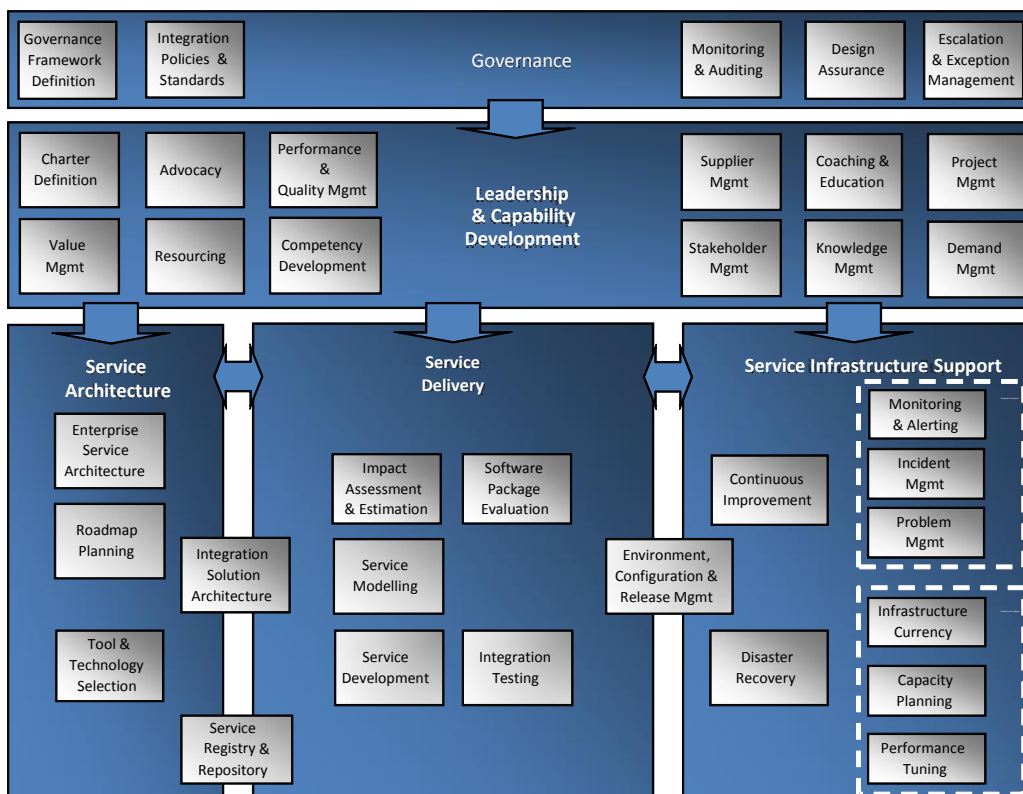 Governance
Framework
Definition
Integration
Policies &
Standards
Governance
Monitoring
& Auditing
Design
Assurance
Escalation
& Exception
Management
Charter
Definition
Advocacy
Performance
&
Quality Mgmt
Leadership
& Capability
Development
Supplier
Mgmt
Coaching &
Education
Project
Mgmt
Value
Mgmt
Resourcing
Competency
Development
Stakeholder
Mgmt
Knowledge
Mgmt
Demand
Mgmt
Service
Architecture
Enterprise
Service
Architecture
Roadmap
Planning
Integration
Solution
Architecture
Tool &
Technology
Selection
Service
Registry &
Repository
Service
Delivery
Impact
Assessment
& Estimation
Software
Package
Evaluation
Service
Modelling
Service
Development
Integration
Testing
Environment,
Configuration &
Release Mgmt
Service Infrastructure Support
Continuous
Improvement
Disaster
Recovery
Monitoring
& Alerting
Incident
Mgmt
Problem
Mgmt
Infrastructure
Currency
Capacity
Planning
Performance
Tuning